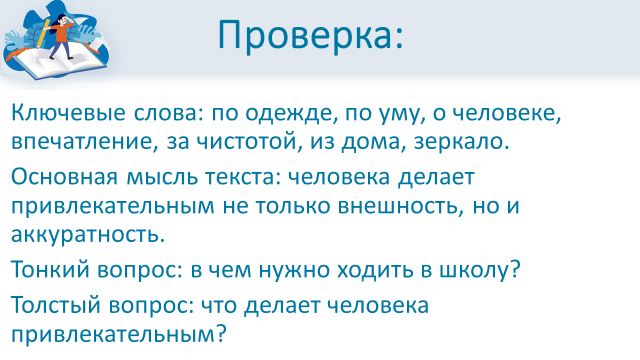 Проверка:
Ключевые слова: по одежде, по уму, о человеке,
впечатление, за чистотой, из дома, зеркало.
Основная мысль текста: человека делает
привлекательным не только внешность, но и
аккуратность.
Тонкий вопрос: в чем нужно ходить в школу?
Толстый вопрос: что делает человека
привлекательным?